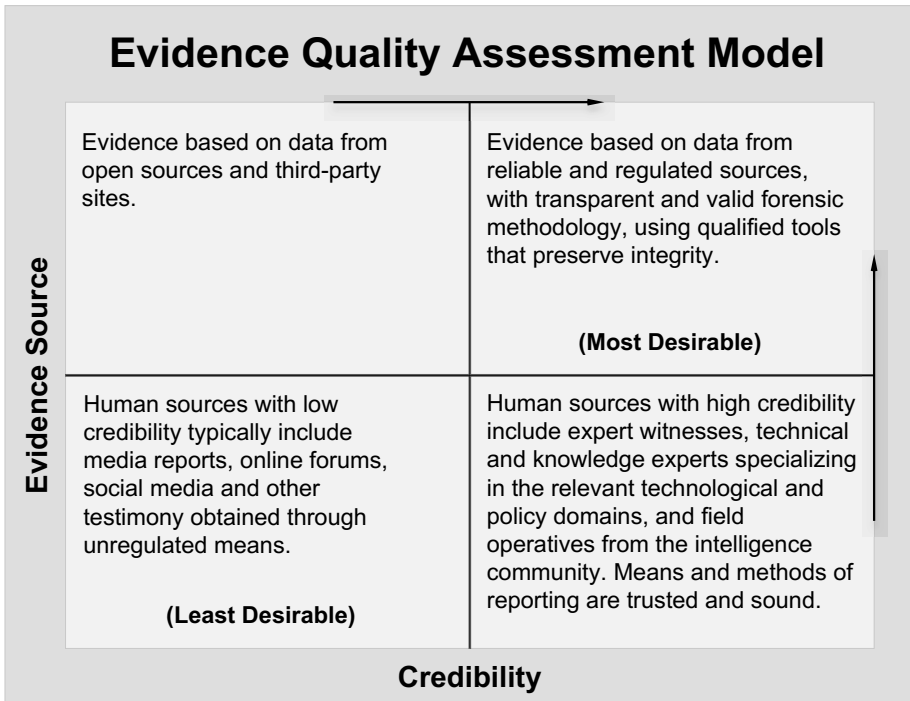 Evidence Quality Assessment Model
Evidence based on data from
open sources and third-party
sites.
Evidence based on data from
reliable and regulated sources,
with transparent and valid forensic
methodology, using qualified tools
that preserve integrity.
(Most Desirable)
Evidence Source
Human sources with low
credibility typically include
media reports, online forums,
social media and other
testimony obtained through
unregulated means.
(Least Desirable)
Human sources with high credibility
include expert witnesses, technical
and knowledge experts specializing
in the relevant technological and
policy domains, and field
operatives from the intelligence
community. Means and methods of
reporting are trusted and sound.
Credibility